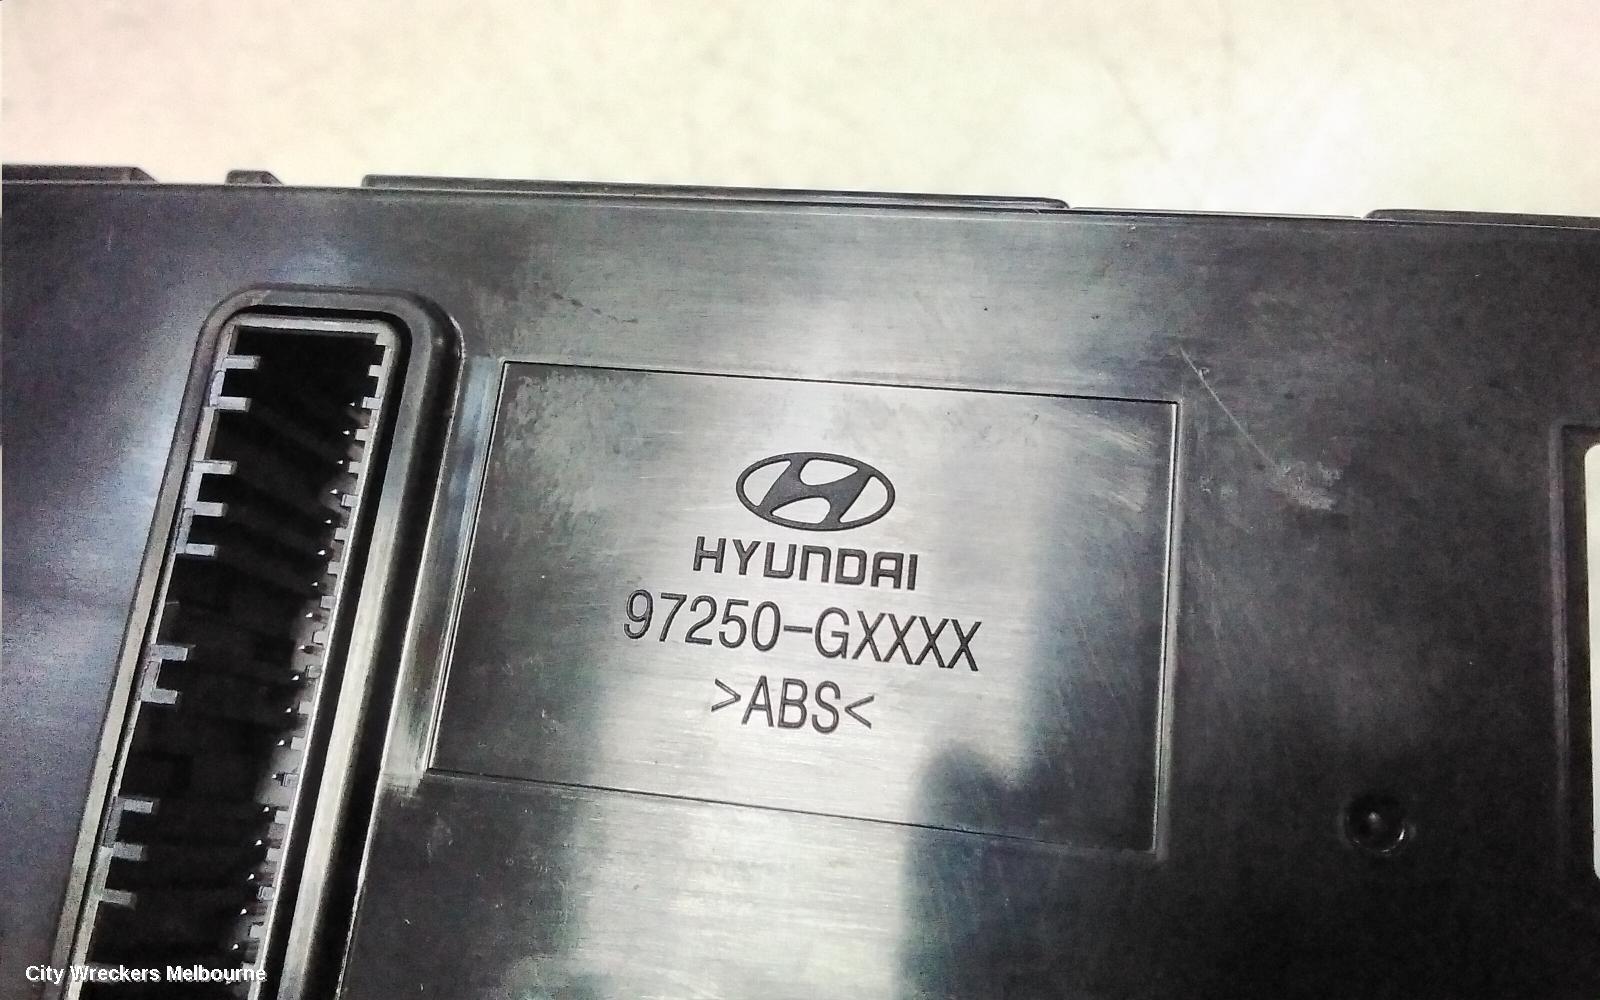 HYUNDAI
97250-GXXXX
>ABS<
City Wreckers Melbourne